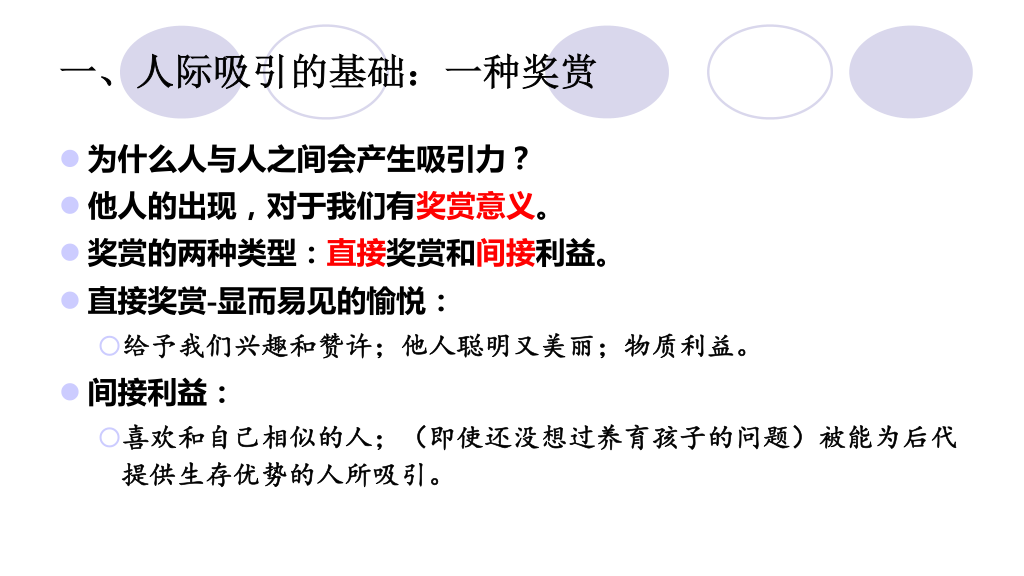 一、人际吸引的基础：一种奖赏
为什么人与人之间会产生吸引力？
他人的出现，对于我们有奖赏意义。
奖赏的两种类型：直接奖赏和间接利益。
直接奖赏-显而易见的愉悦：
给予我们兴趣和赞许；他人聪明又美丽；物质利益。
间接利益：
喜欢和自己相似的人；（即使还没想过养育孩子的问题）被能为后代
提供生存优势的人所吸引。